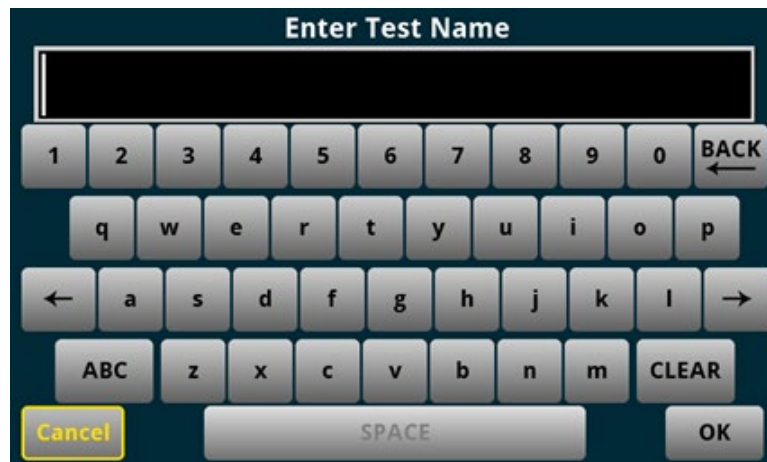 Enter Test Name
1 2 3 4 5 6 7 8 9 0 BACK
←
q w e r t y u i o p
← a s d f g h j k l →
ABC z x c v b n m CLEAR
Cancel SPACE OK